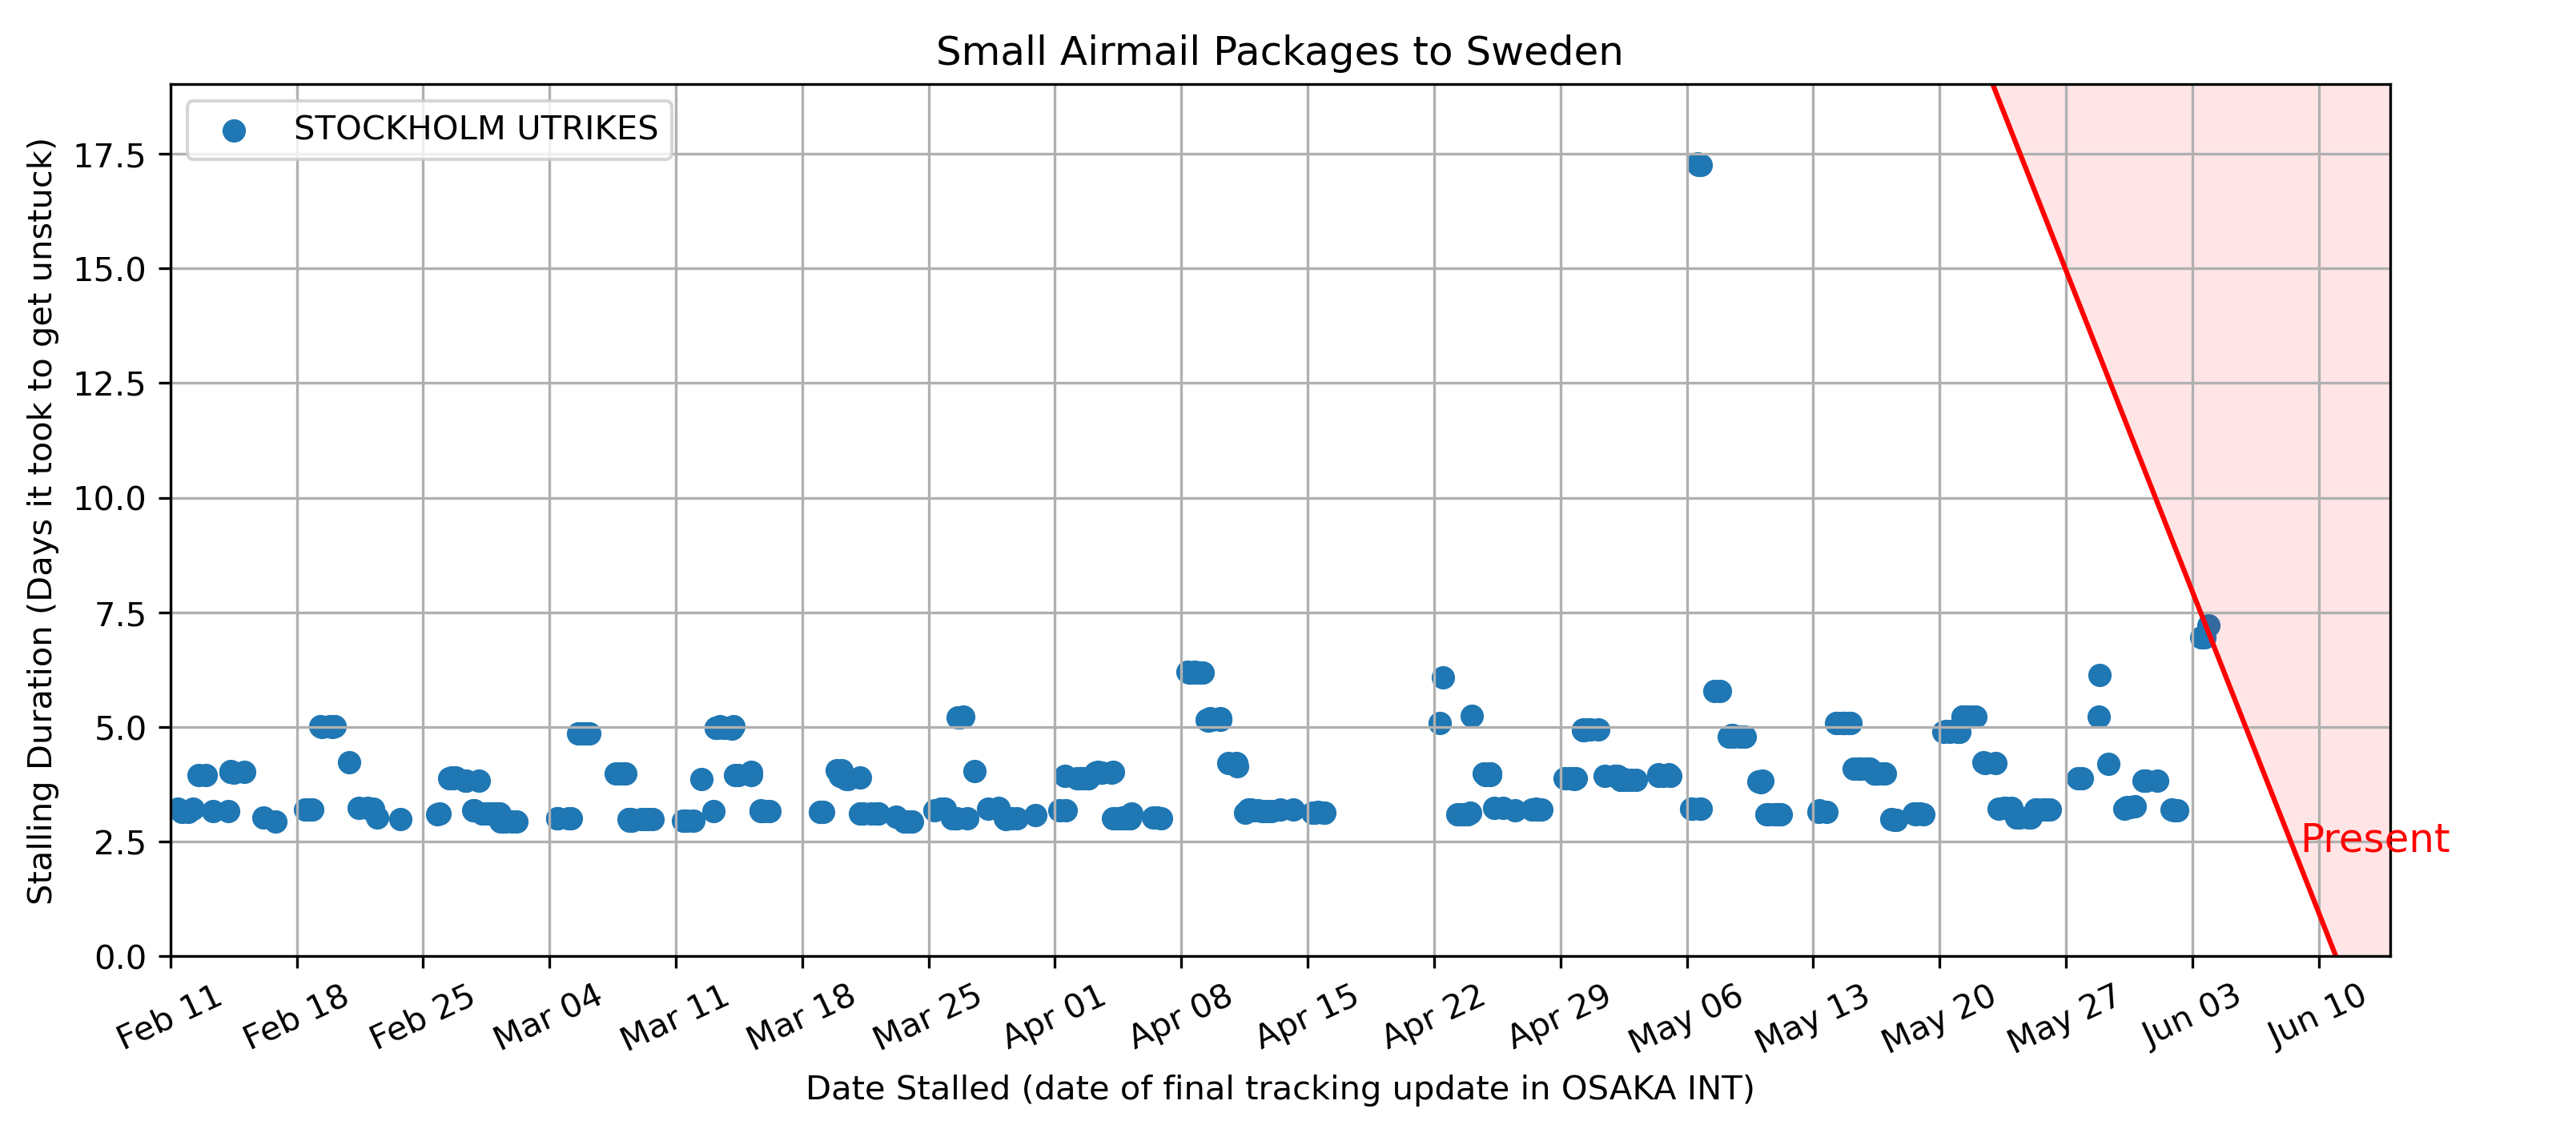 Small Airmail Packages to Sweden
STOCKHOLM UTRIKES
Stalling Duration (Days it took to get unstuck)
17.5
15.0
12.5
10.0
7.5
5.0
2.5
0.0
Present
Feb 11
Feb 18
Feb 25
Mar 04
Mar 11
Mar 18
Mar 25
Apr 01
Apr 08
Apr 15
Apr 22
Apr 29
May 06
May 13
May 20
May 27
Jun 03
Jun 10
Date Stalled (date of final tracking update in OSAKA INT)